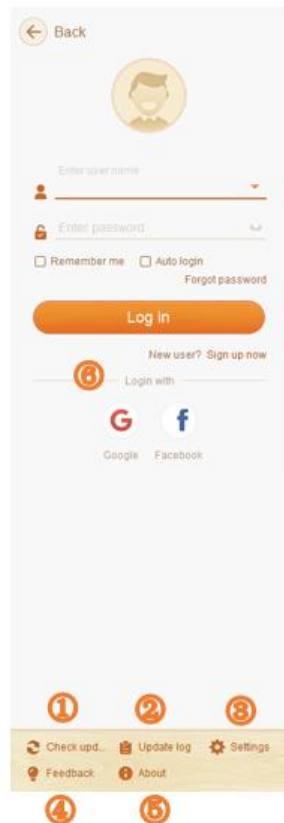 Back
Enter user name
Enter password
Remember me Auto login
Forgot password
Log in
New user? Sign up now
⑥ Login with
G f
Google Facebook
① ② ③
Check upd... Update log Settings
Feedback About
④ ⑤